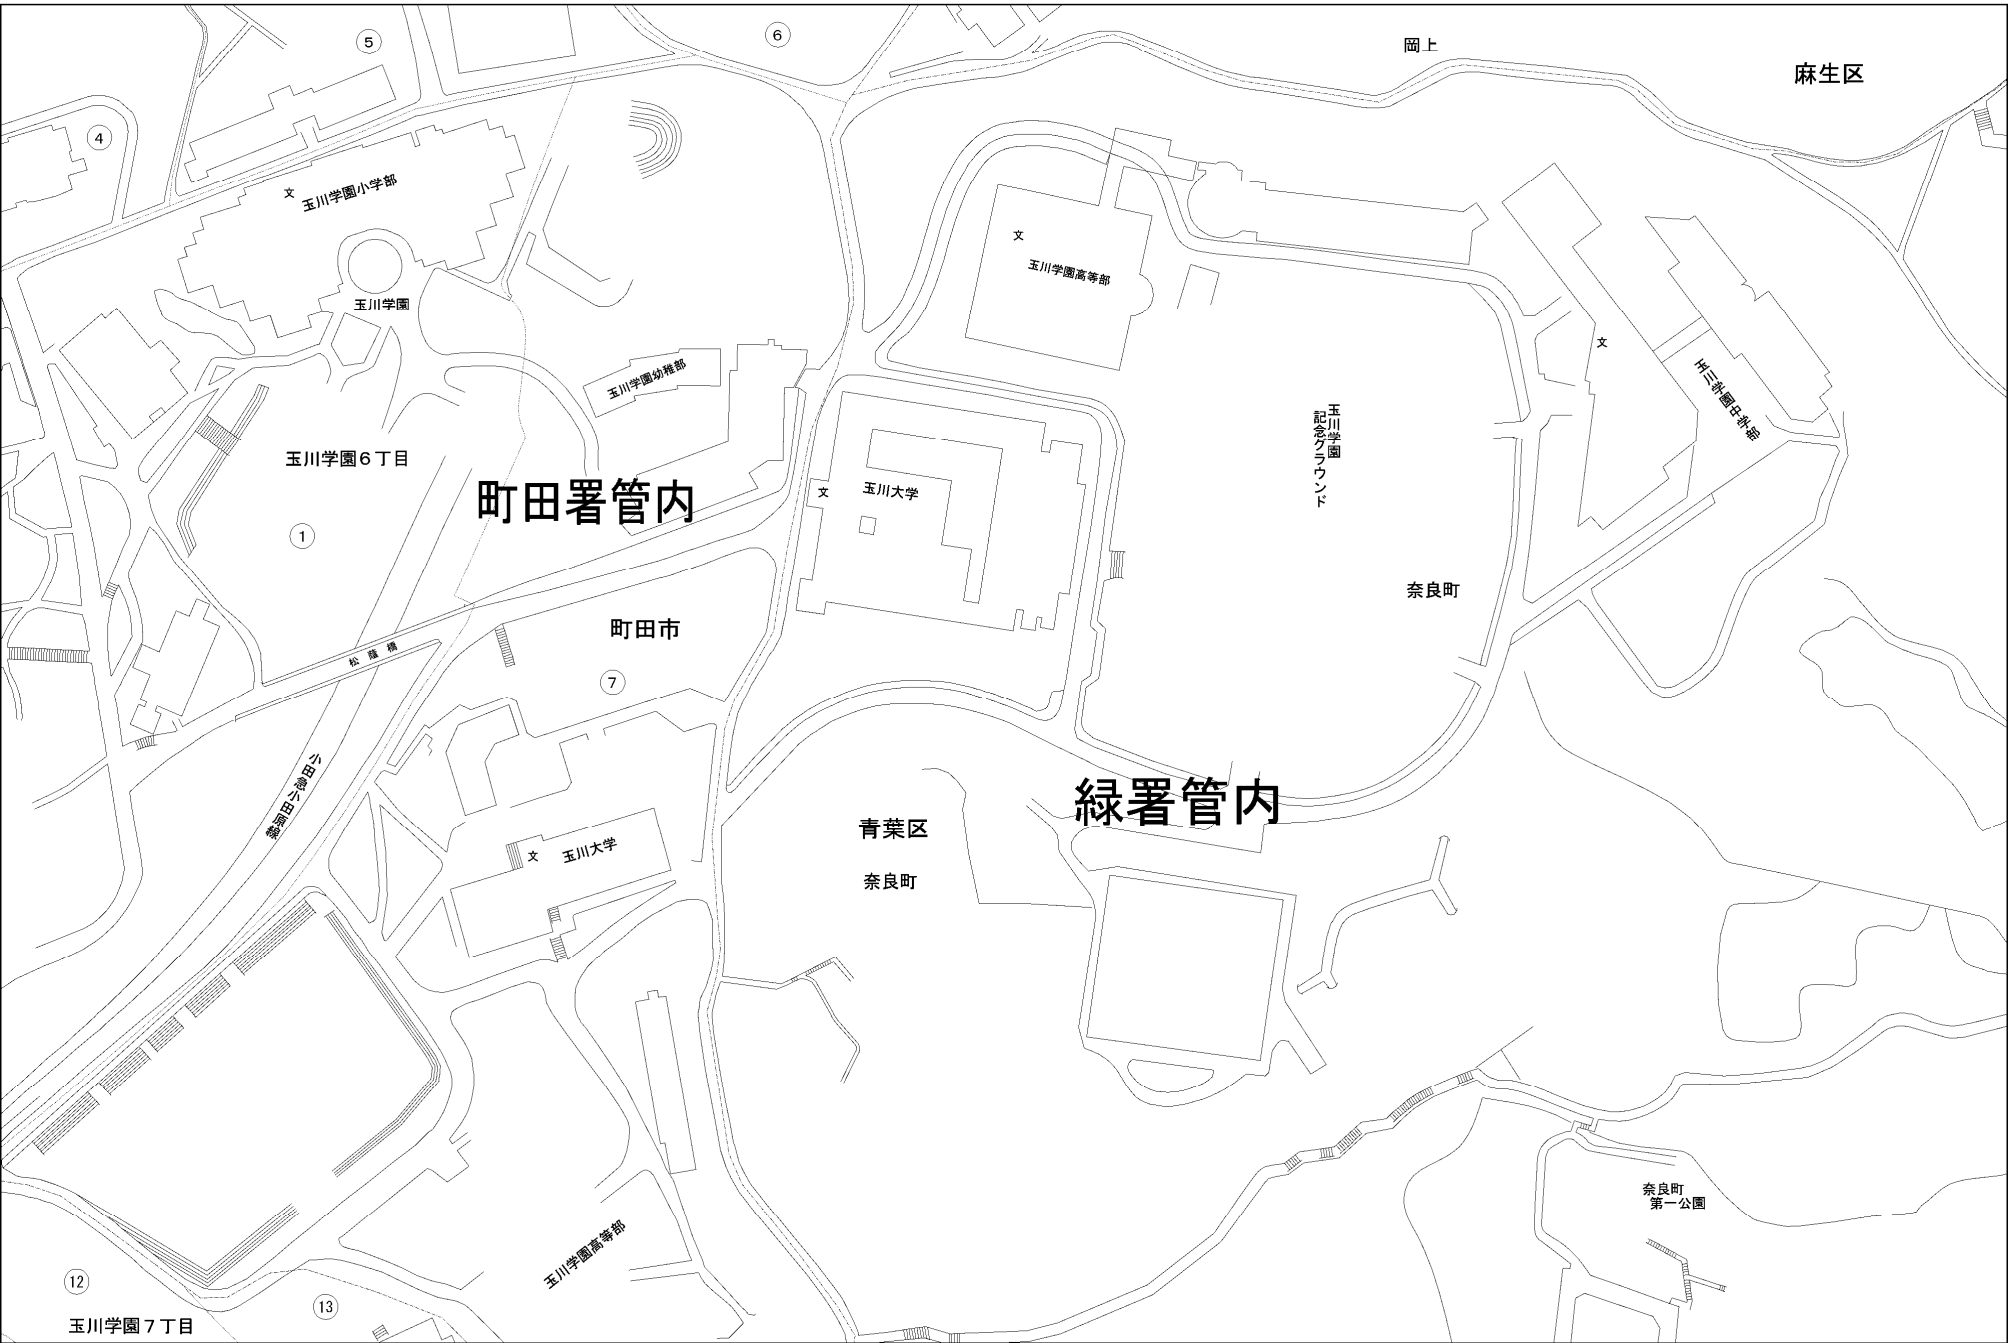 ⑤
⑥
岡上
麻生区
④
文
玉川学園小学部
文
玉川学園高等部
玉川学園
文
玉川学園幼稚部
玉川学園中学部
玉川学園
記念グラウンド
玉川学園6丁目
町田署管内
文
玉川大学
①
奈良町
町田市
松蔭橋
⑦
小田急小田原線
緑署管内
青葉区
文
玉川大学
奈良町
奈良町
第一公園
玉川学園高等部
⑫
⑬
玉川学園7丁目